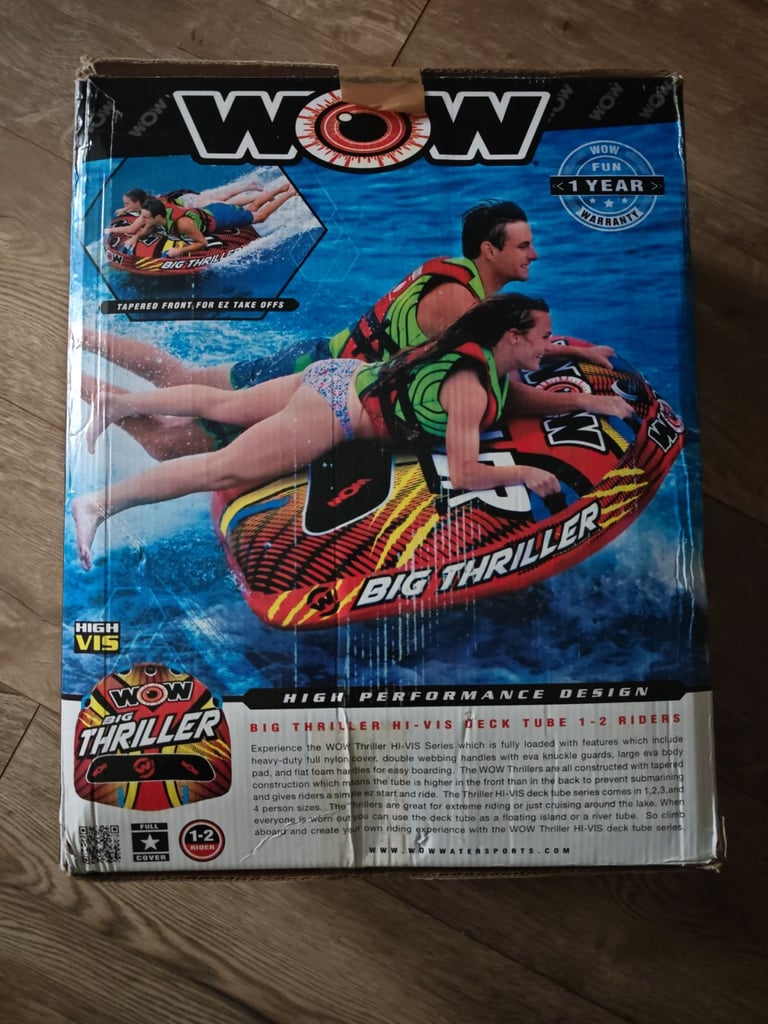 WOW WOW WOW WOW WOW
WOW
WOW
FUN
1 YEAR
WARRANTY
WOW BIG THRILLER
TAPERED FRONT FOR EZ TAKE OFFS
WOW
WOW
WOW
BIG THRILLER
HIGH
VIS
HIGH PERFORMANCE DESIGN
WOW
BIG
THRILLER
BIG THRILLER HI-VIS DECK TUBE 1-2 RIDERS
Experience the WOW Thriller HI-VIS Series which is fully loaded with features which include
heavy-duty full nylon cover, double webbing handles with eva knuckle guards, large eva body
pad, and flat foam handles for easy boarding. The WOW Thrillers are all constructed with tapered
construction which means the tube is higher in the front than in the back to prevent submarining
and gives riders a simple ez start and ride. The Thriller HI-VIS deck tube series comes in 1,2,3,and
4 person sizes. The Thrillers are great for extreme riding or just cruising around the lake. When
everyone is worn out you can use the deck tube as a floating island or a river tube. So climb
aboard and create your own riding experience with the WOW Thriller HI-VIS deck tube series.
FULL
COVER
1-2
RIDER
WWW.WOWWATERSPORTS.COM